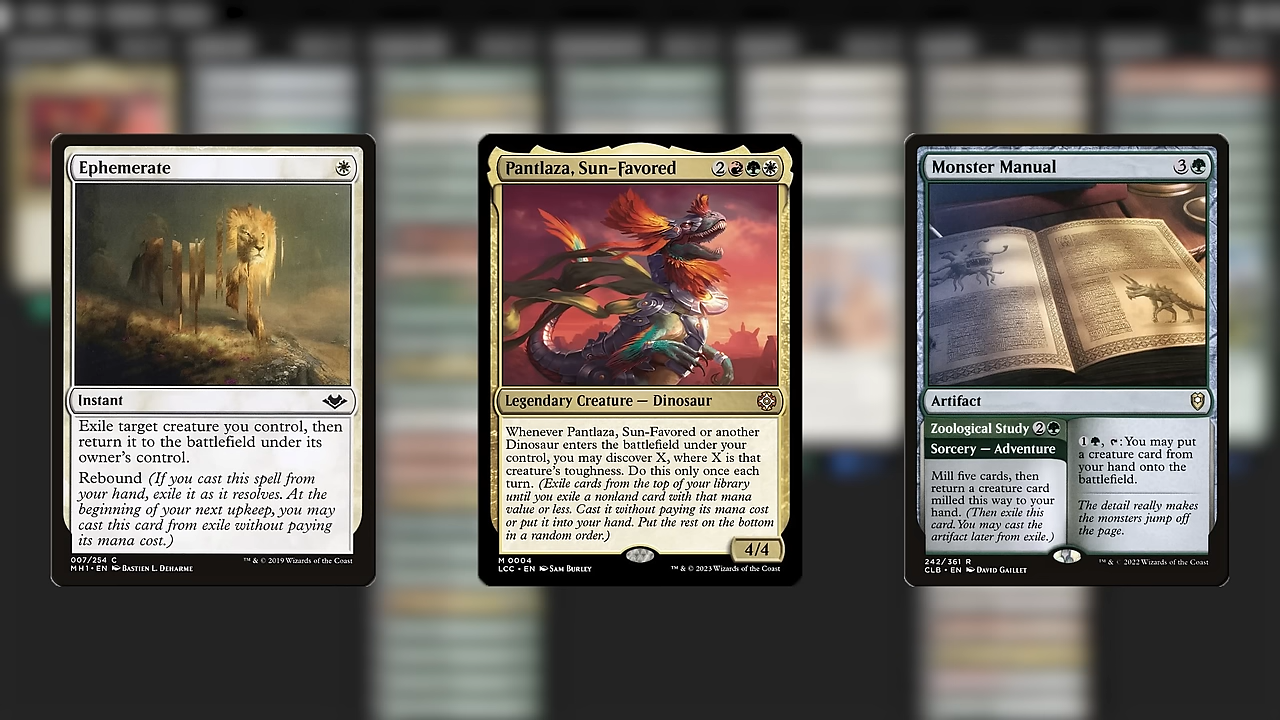 Ephemerate
Instant
Exile target creature you control, then
return it to the battlefield under its
owner's control.
Rebound (If you cast this spell from
your hand, exile it as it resolves. At the
beginning of your next upkeep, you may
cast this card from exile without paying
its mana cost.)
007/254 C
MH1 • EN BASTIEN L. DEHARME
™ & © 2019 Wizards of the Coast
Pantlaza, Sun-Favored 2
Legendary Creature — Dinosaur
Whenever Pantlaza, Sun-Favored or another
Dinosaur enters the battlefield under your
control, you may discover X, where X is that
creature's toughness. Do this only once each
turn. (Exile cards from the top of your library
until you exile a nonland card with that mana
value or less. Cast it without paying its mana cost
or put it into your hand. Put the rest on the bottom
in a random order.)
4/4
M 0004
LCC • EN SAM BURLEY
™ & © 2023 Wizards of the Coast
Monster Manual 3
Artifact
Zoological Study 2
Sorcery — Adventure
Mill five cards, then
return a creature card
milled this way to your
hand. (Then exile this
card. You may cast the
artifact later from exile.)
1 , : You may put
a creature card from
your hand onto the
battlefield.
The detail really makes
the monsters jump off
the page.
242/361 R
CLB • EN DAVID GAILLET
™ & © 2022 Wizards of the Coast